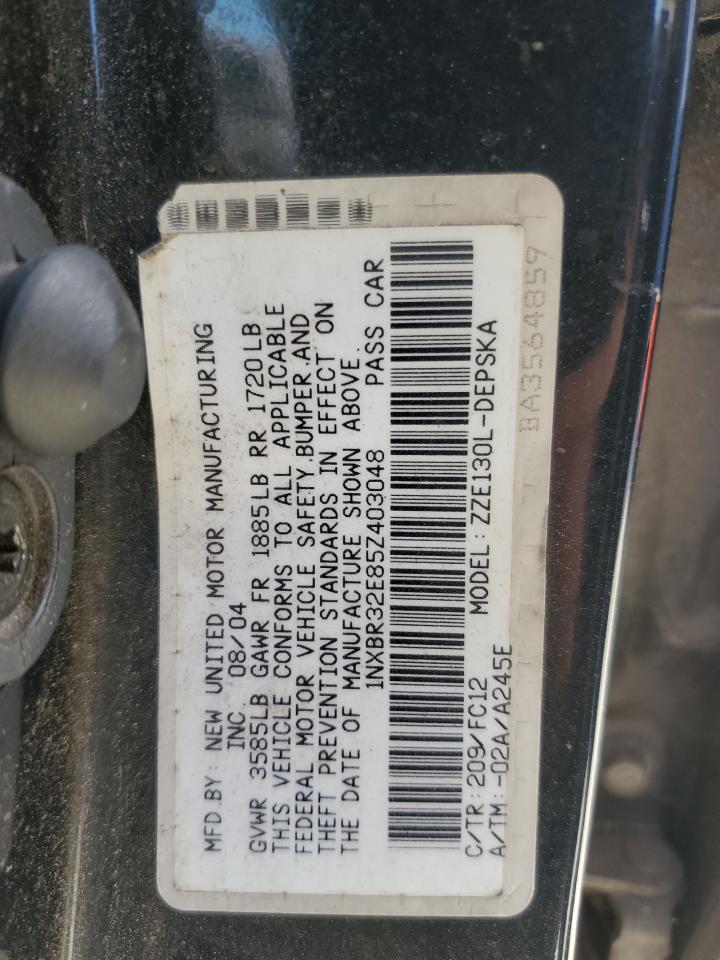 MFD.BY: NEW UNITED MOTOR MANUFACTURING
INC. 08/04
GVWR 3585LB GAWR FR 1885LB RR 1720LB
THIS VEHICLE CONFORMS TO ALL APPLICABLE
FEDERAL MOTOR VEHICLE SAFETY,BUMPER,AND
THEFT PREVENTION STANDARDS IN EFFECT ON
THE DATE OF MANUFACTURE SHOWN ABOVE.
1NXBR32E85Z403048 PASS CAR
C/TR:209/FC12 MODEL:ZZE130L-DEPSKA
A/TM:-02A/A245E
BA3564859